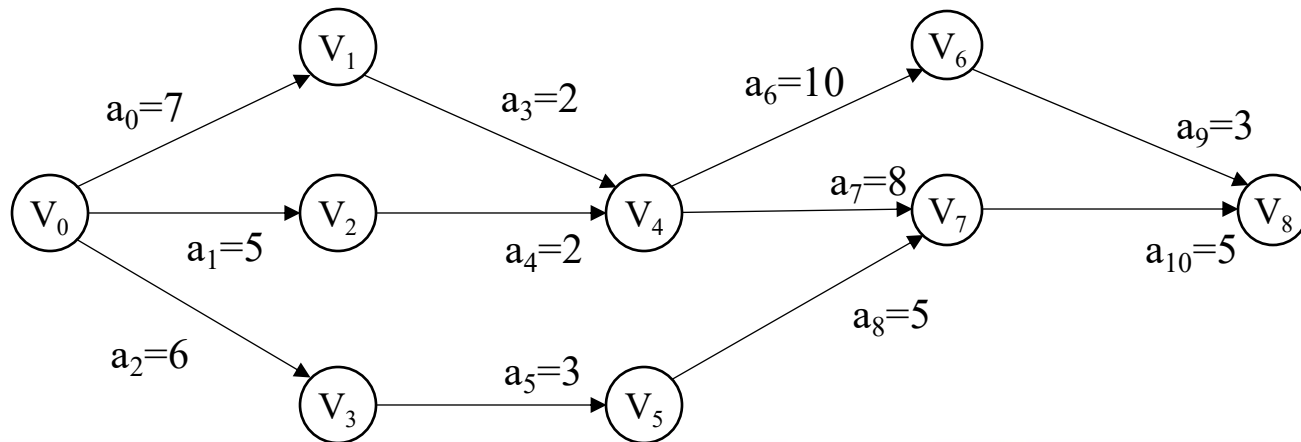 V₁
V₆
a₀=7
a₃=2
a₆=10
a₉=3
V₀
V₂
V₄
a₇=8
V₇
V₈
a₁=5
a₄=2
a₁₀=5
a₂=6
a₈=5
V₃
a₅=3
V₅